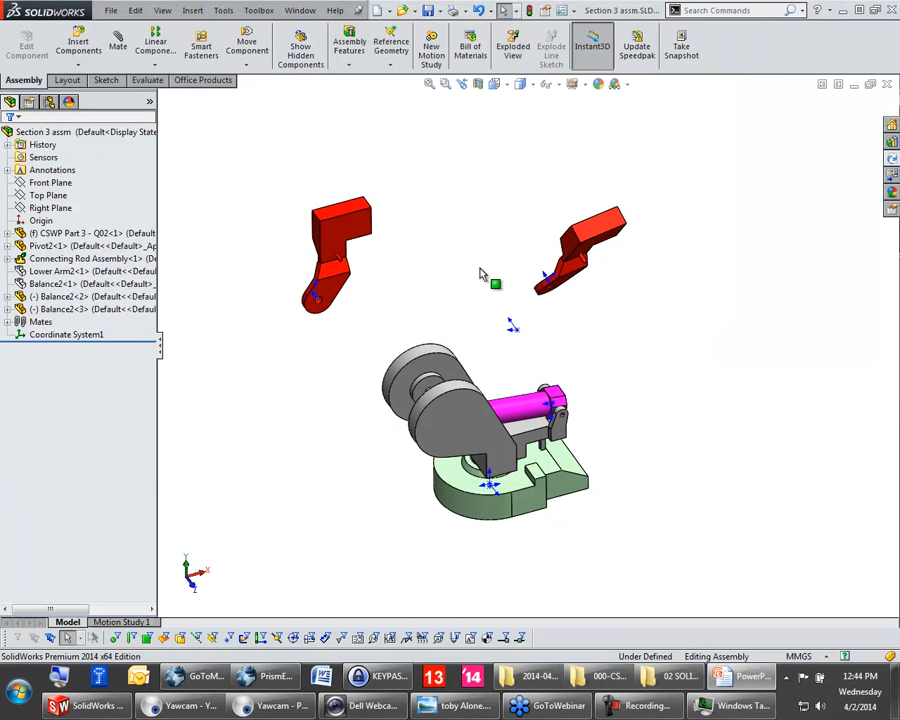 SOLIDWORKS File Edit View Insert Tools Toolbox Window Help Section 3 assm.SLD... Search Commands
Edit Component
Insert Components
Mate
Linear Compone...
Smart Fasteners
Move Component
Show Hidden Components
Assembly Features
Reference Geometry
New Motion Study
Bill of Materials
Exploded View
Explode Line Sketch
Instant3D
Update Speedpak
Take Snapshot
Assembly Layout Sketch Evaluate Office Products
Section 3 assm (Default<Display State
History
Sensors
Annotations
Front Plane
Top Plane
Right Plane
Origin
(f) CSWP Part 3 - Q02<1> (Default
Pivot2<1> (Default<<Default>_Ap
Connecting Rod Assembly<1> (De
Lower Arm2<1> (Default<<Default
Balance2<1> (Default<<Default>_
(-) Balance2<2> (Default<<Defaul
(-) Balance2<3> (Default<<Defaul
Mates
Coordinate System1
Y
X
Z
Model Motion Study 1
SolidWorks Premium 2014 x64 Edition Under Defined Editing Assembly MMGS
GoToM... PrismE... KEYPAS... 13 14 2014-04... 000-CS... 02 SOLI... PowerP... 12:44 PM
Wednesday
SolidWorks ... Yawcam - Y... Yawcam - P... Dell Webca... toby Alone.... GoToWebinar Recording... Windows Ta... 4/2/2014